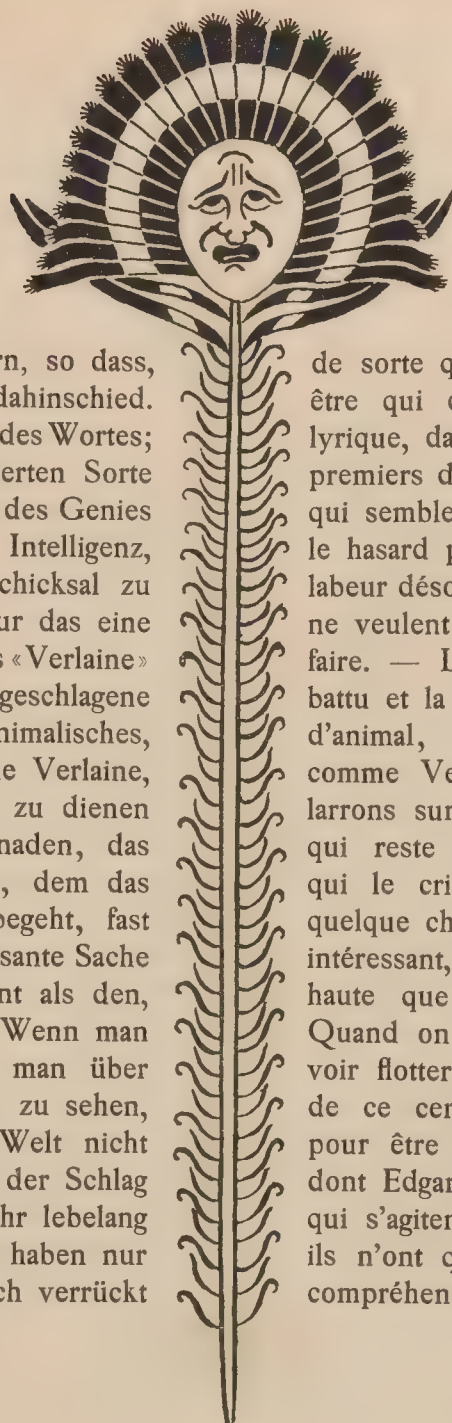 rn, so dass,
dahinschied.
des Wortes;
erten Sorte
des Genies
Intelligenz,
chicksal zu
ur das eine
s «Verlaine»
geschlagene
nimalisches,
e Verlaine,
zu dienen
naden, das
, dem das
begeht, fast
sante Sache
nt als den,
Wenn man
man über
zu sehen,
Welt nicht
der Schlag
hr lebelang
haben nur
ch verrückt
de sorte q
être qui c
lyrique, da
premiers d
qui semble
le hasard p
labeur déso
ne veulent
faire. — L
battu et la
d'animal,
comme Ve
larrons sur
qui reste
qui le cri
quelque ch
intéressant,
haute que
Quand on
voir flotter
de ce cer
pour être
dont Edgar
qui s'agiten
ils n'ont q
compréhen